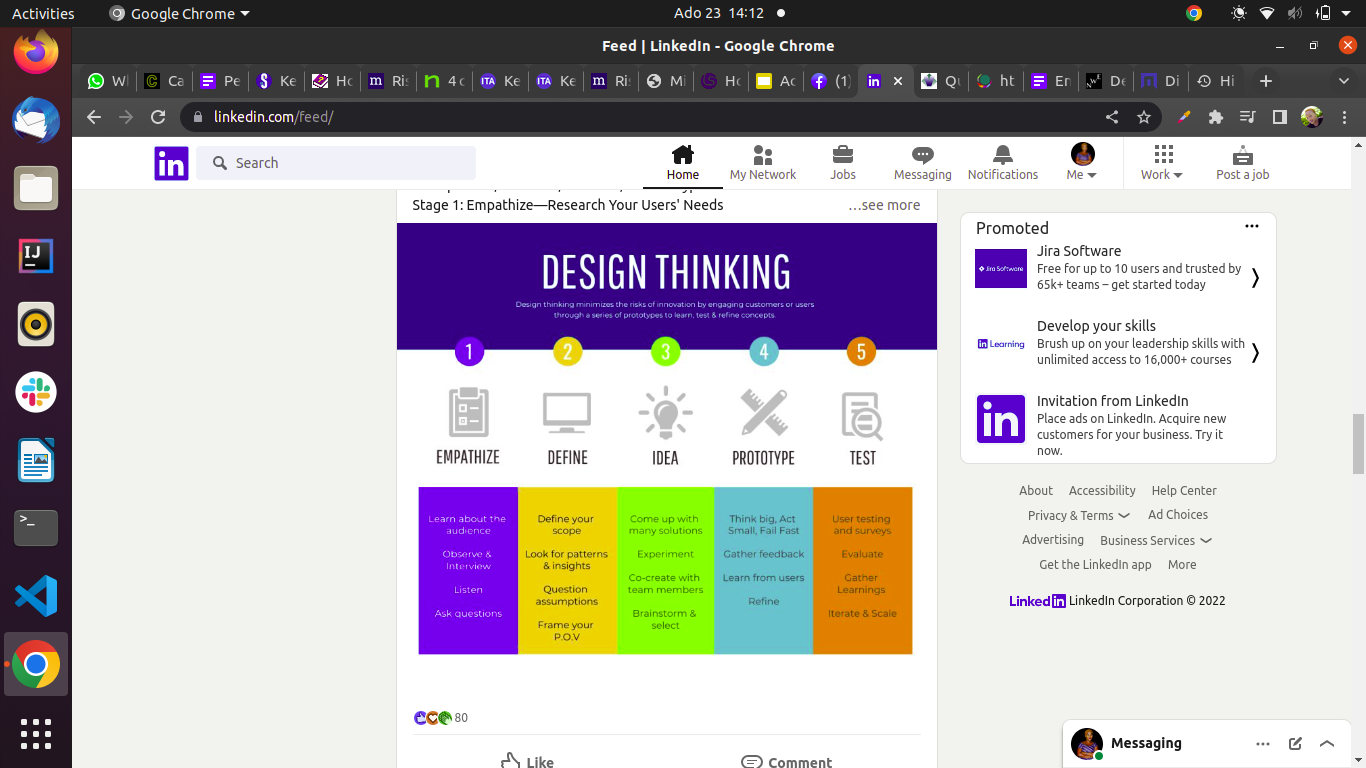 Activities
Google Chrome
Ado 23 14:12
Feed | LinkedIn - Google Chrome
Wh
Ca
Pe
Ke
Ho
Ris
4 c
ITA
Ke
ITA
Ke
Ris
Mi
Ho
Ac
(1)
in
Qu
ht
En
De
Di
Hi
linkedin.com/feed/
in
Search
Home
My Network
Jobs
Messaging
Notifications
Me
Work
Post a job
Stage 1: Empathize—Research Your Users' Needs
…see more
DESIGN THINKING
Design thinking minimizes the risks of innovation by engaging customers or users
through a series of prototypes to learn, test & refine concepts.
1
2
3
4
5
EMPATHIZE
DEFINE
IDEA
PROTOTYPE
TEST
Learn about the
audience
Observe &
Interview
Listen
Ask questions
Define your
scope
Look for patterns
& insights
Question
assumptions
Frame your
P.O.V
Come up with
many solutions
Experiment
Co-create with
team members
Brainstorm &
select
Think big, Act
Small, Fail Fast
Gather feedback
Learn from users
Refine
User testing
and surveys
Evaluate
Gather
Learnings
Iterate & Scale
80
Like
Comment
Promoted
Jira Software
Jira Software
Free for up to 10 users and trusted by
65k+ teams – get started today
in Learning
Develop your skills
Brush up on your leadership skills with
unlimited access to 16,000+ courses
in
Invitation from LinkedIn
Place ads on LinkedIn. Acquire new
customers for your business. Try it
now.
About Accessibility Help Center
Privacy & Terms Ad Choices
Advertising Business Services
Get the LinkedIn app More
LinkedIn LinkedIn Corporation © 2022
Messaging
IJ
>_